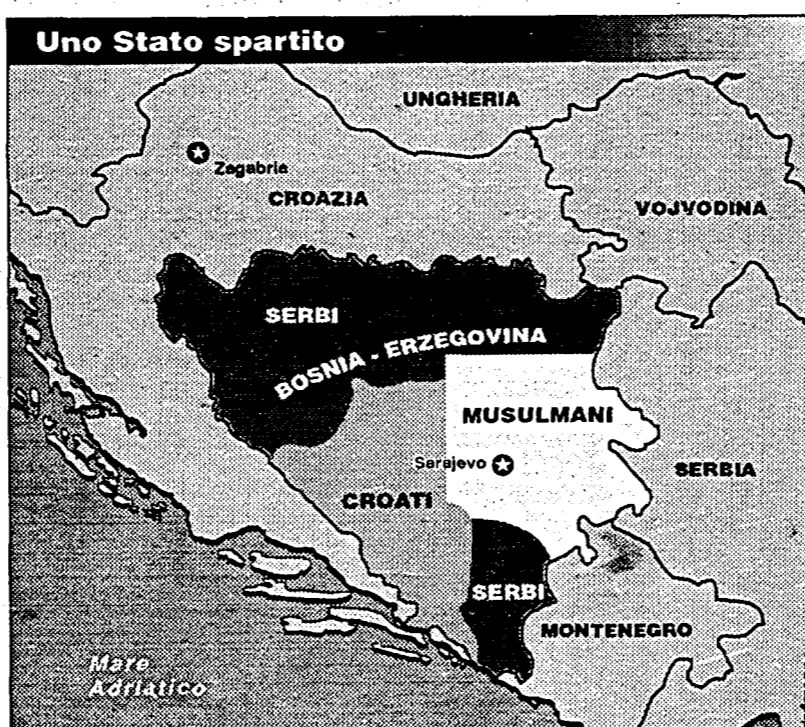 Uno Stato spartito
UNGHERIA
Zagabria
CROAZIA
VOJVODINA
SERBI
BOSNIA - ERZEGOVINA
MUSULMANI
Sarajevo
SERBIA
CROATI
SERBI
MONTENEGRO
Mare
Adriatico